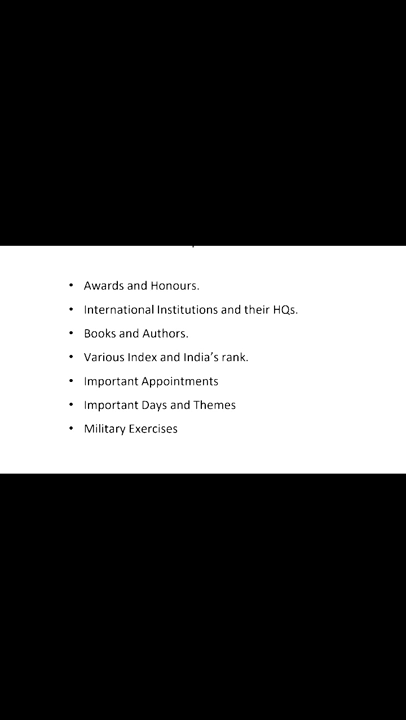 • Awards and Honours.
• International Institutions and their HQs.
• Books and Authors.
• Various Index and India's rank.
• Important Appointments
• Important Days and Themes
• Military Exercises